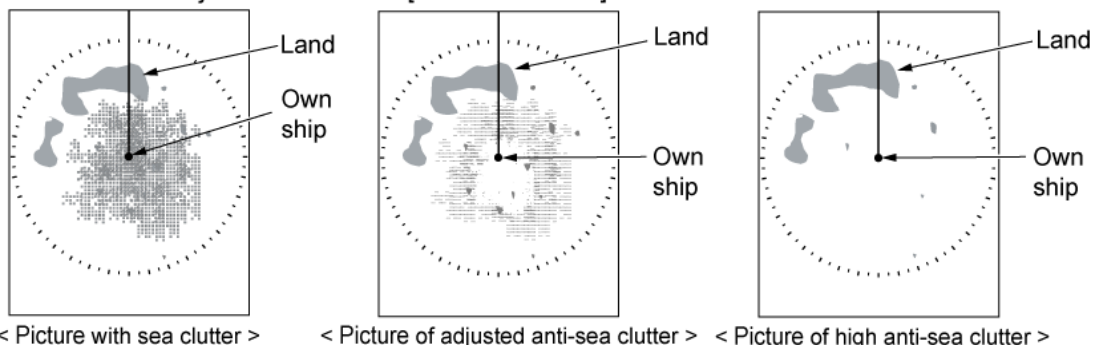 Land
Own
ship
Land
Own
ship
Land
Own
ship
< Picture with sea clutter >
< Picture of adjusted anti-sea clutter >
< Picture of high anti-sea clutter >